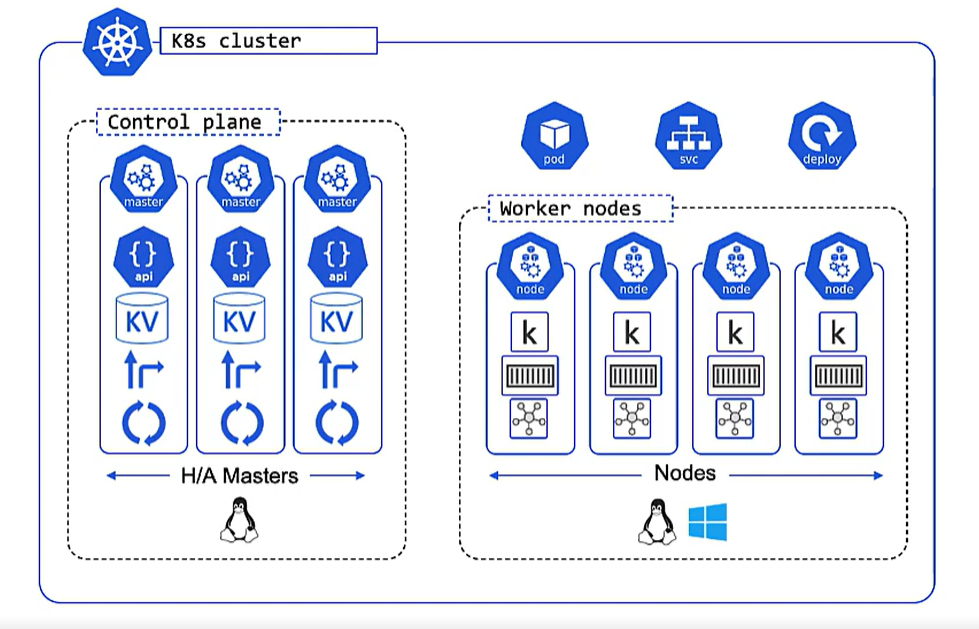 K8s cluster
Control plane
pod
svc
deploy
master
master
master
Worker nodes
api
api
api
node
node
node
node
KV
KV
KV
k
k
k
k
H/A Masters
Nodes